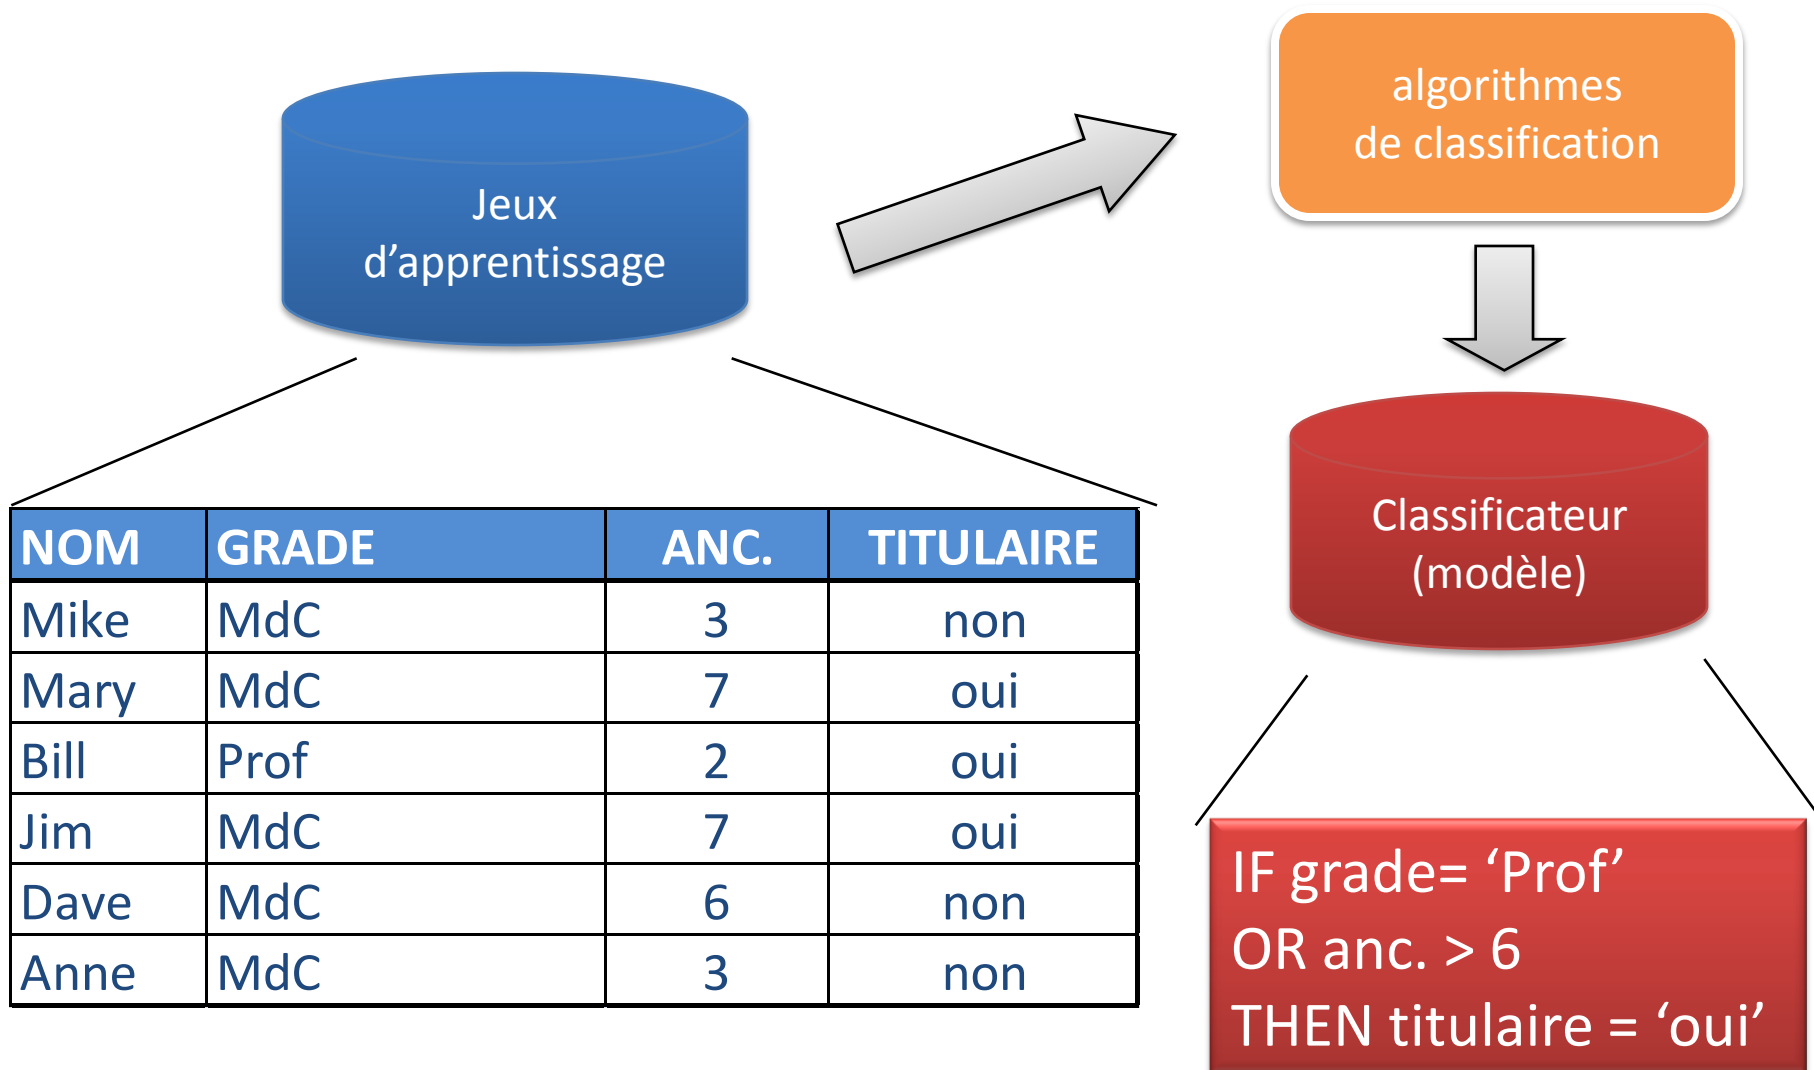 Jeux
d’apprentissage
algorithmes
de classification
Classificateur
(modèle)
NOM GRADE ANC. TITULAIRE
Mike MdC 3 non
Mary MdC 7 oui
Bill Prof 2 oui
Jim MdC 7 oui
Dave MdC 6 non
Anne MdC 3 non
IF grade= ‘Prof’
OR anc. > 6
THEN titulaire = ‘oui’